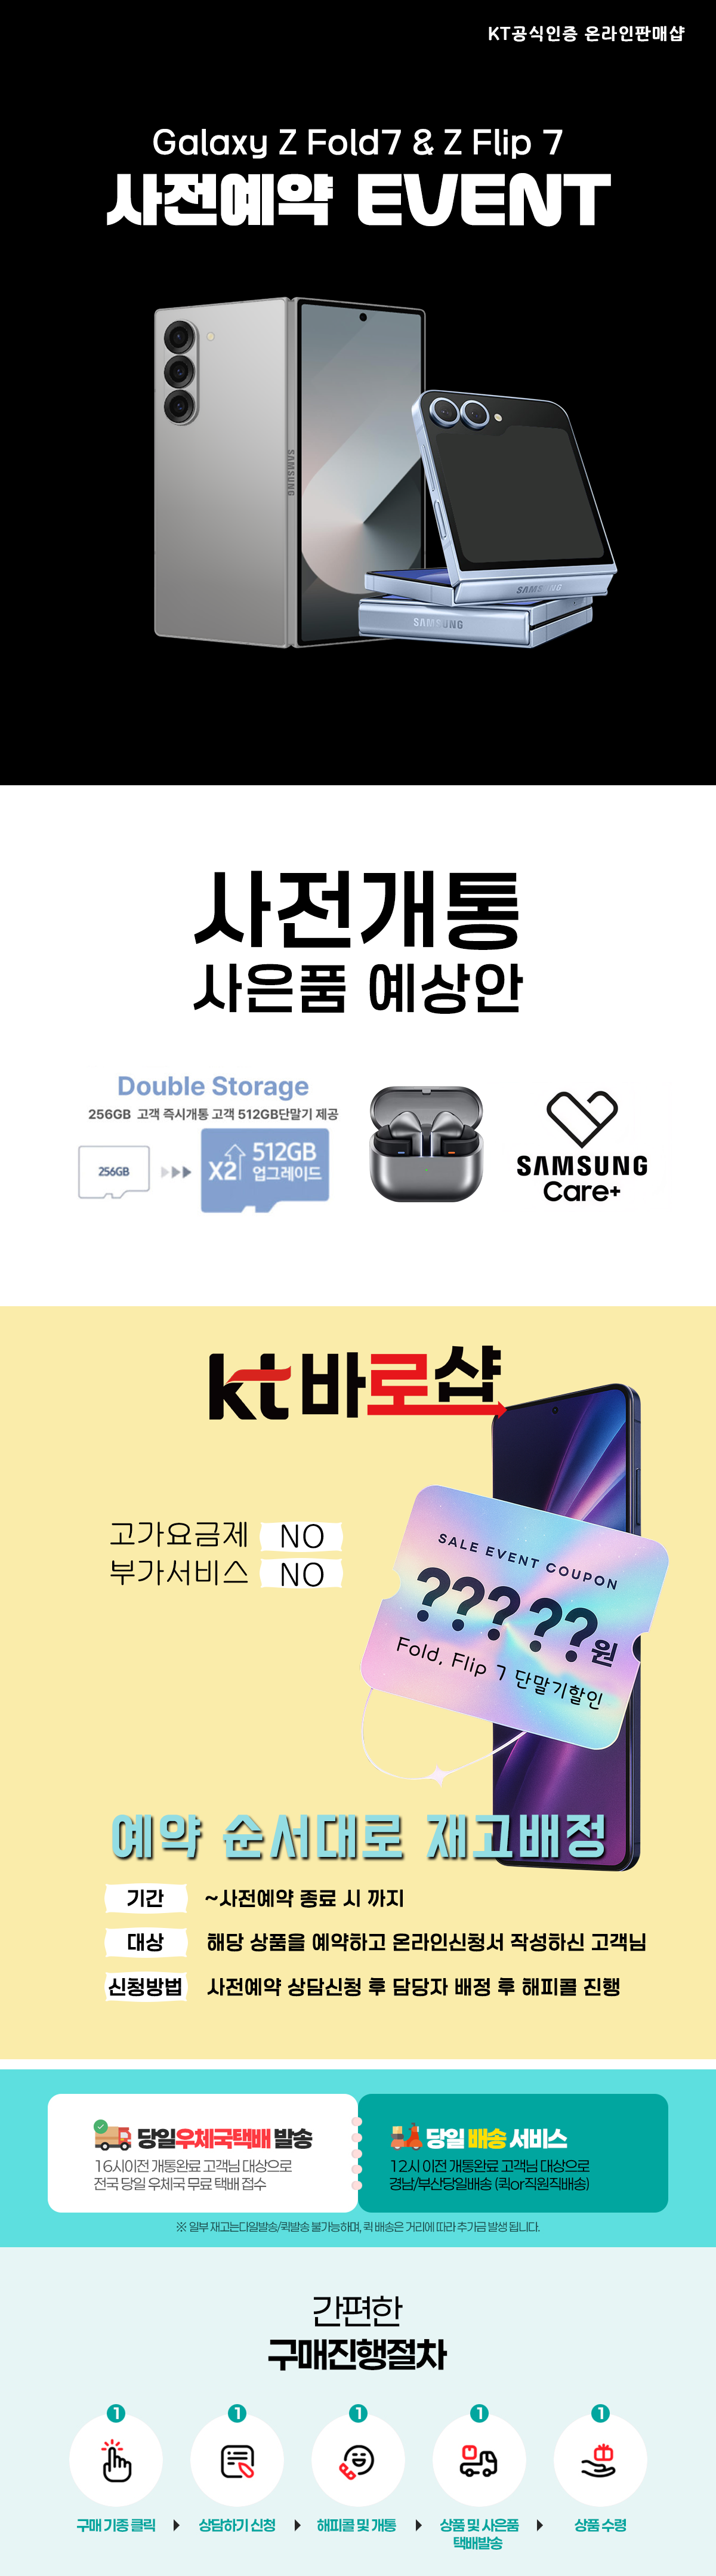 KT공식인증 온라인판매샵
Galaxy Z Fold7 & Z Flip 7
사전예약 EVENT
SAMSUNG
SAMSUNG
SAMSUNG
사전개통
사은품 예상안
Double Storage
256GB 고객 즉시개통 고객 512GB단말기 제공
256GB
X2
512GB
업그레이드
SAMSUNG
Care+
kt 바로샵
고가요금제 NO
부가서비스 NO
SALE EVENT COUPON
?????원
Fold, Flip 7 단말기할인
예약 순서대로 재고배정
기간 ~사전예약 종료 시 까지
대상 해당 상품을 예약하고 온라인신청서 작성하신 고객님
신청방법 사전예약 상담신청 후 담당자 배정 후 해피콜 진행
당일우체국택배 발송
16시이전 개통완료 고객님 대상으로
전국 당일 우체국 무료 택배 접수
당일 배송 서비스
12시 이전 개통완료 고객님 대상으로
경남/부산당일배송 (퀵or직원직배송)
※ 일부 재고는다일발송/퀵발송 불가능하며, 퀵 배송은 거리에 따라 추가금 발생 됩니다.
간편한
구매진행절차
1 1 1 1 1
구매 기종 클릭
상담하기 신청
해피콜 및 개통
상품 및 사은품
택배발송
상품 수령